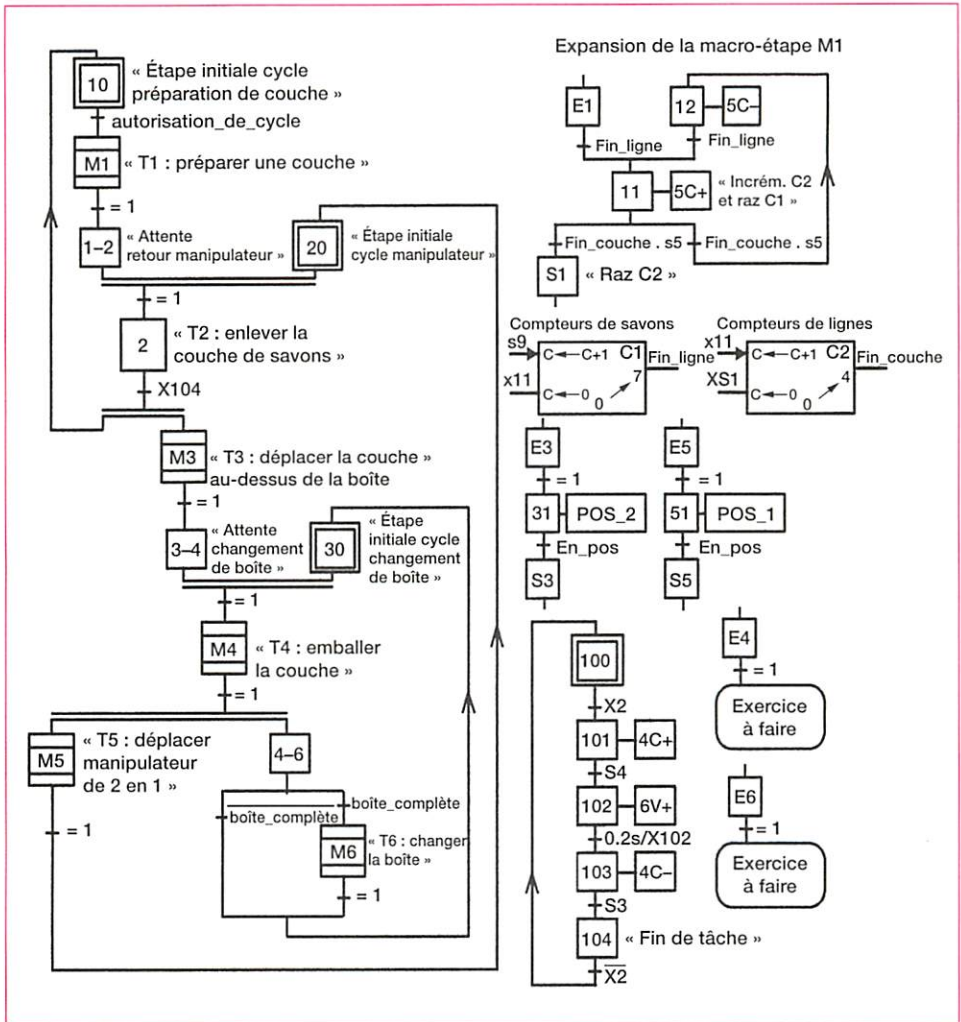 10
« Étape initiale cycle
préparation de couche »
autorisation_de_cycle
M1
« T1 : préparer une couche »
= 1
1–2
« Attente
retour manipulateur »
20
« Étape initiale
cycle manipulateur »
= 1
2
« T2 : enlever la
couche de savons »
X104
M3
« T3 : déplacer la couche »
au-dessus de la boîte
= 1
3–4
« Attente
changement
de boîte »
30
« Étape
initiale cycle
changement
de boîte »
= 1
M4
« T4 : emballer
la couche »
= 1
M5
« T5 : déplacer
manipulateur
de 2 en 1 »
= 1
4–6
boîte_complète
boîte_complète
M6
« T6 : changer
la boîte »
= 1
Expansion de la macro-étape M1
E1
12
5C–
Fin_ligne
Fin_ligne
11
5C+
« Incrém. C2
et raz C1 »
Fin_couche . s5
Fin_couche . s5
S1
« Raz C2 »
Compteurs de savons
s9
C←C+1
C1
Fin_ligne
x11
C←0
0
7
Compteurs de lignes
x11
C←C+1
C2
Fin_couche
XS1
C←0
0
4
E3
= 1
31
POS_2
En_pos
S3
E5
= 1
51
POS_1
En_pos
S5
100
X2
101
4C+
S4
102
6V+
0.2s/X102
103
4C–
S3
104
« Fin de tâche »
X̅2̅
E4
= 1
Exercice
à faire
E6
= 1
Exercice
à faire